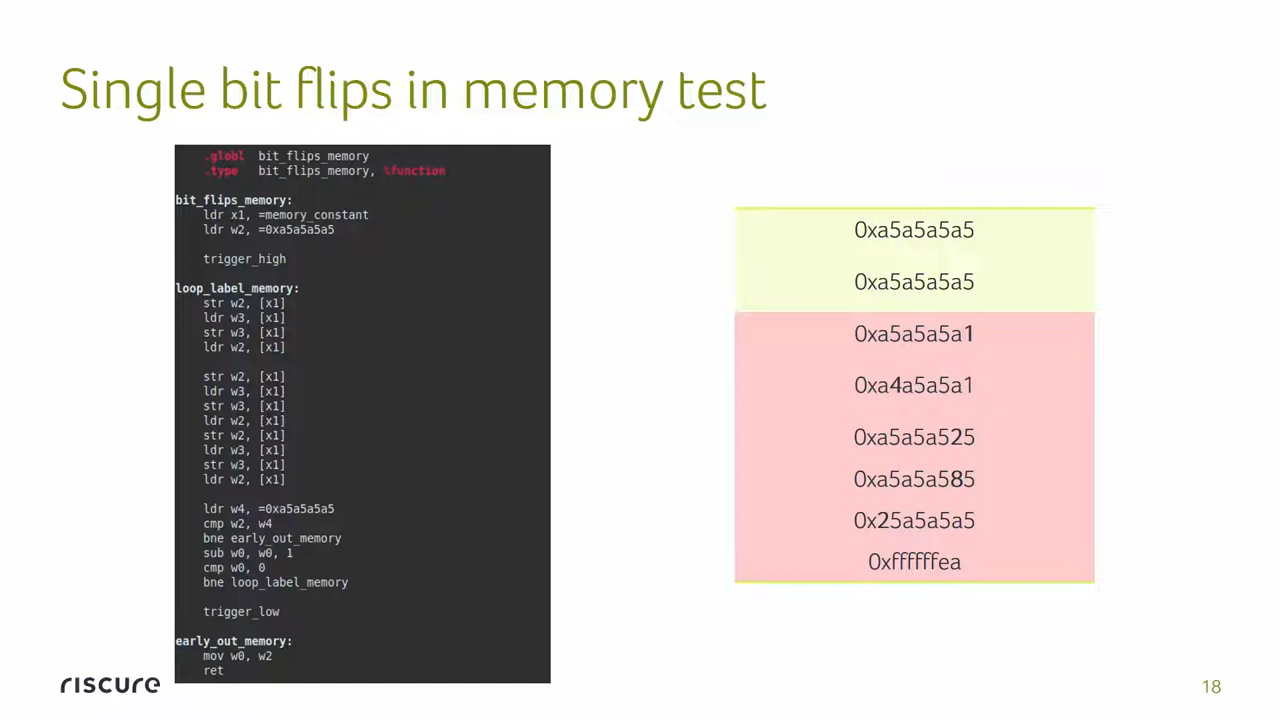 Single bit flips in memory test
.globl bit_flips_memory
.type bit_flips_memory, %function
bit_flips_memory:
ldr x1, =memory_constant
ldr w2, =0xa5a5a5a5
trigger_high
loop_label_memory:
str w2, [x1]
ldr w3, [x1]
str w3, [x1]
ldr w2, [x1]
str w2, [x1]
ldr w3, [x1]
str w3, [x1]
ldr w2, [x1]
str w2, [x1]
ldr w3, [x1]
str w3, [x1]
ldr w2, [x1]
ldr w4, =0xa5a5a5a5
cmp w2, w4
bne early_out_memory
sub w0, w0, 1
cmp w0, 0
bne loop_label_memory
trigger_low
early_out_memory:
mov w0, w2
ret
0xa5a5a5a5
0xa5a5a5a5
0xa5a5a5a1
0xa4a5a5a1
0xa5a5a525
0xa5a5a585
0x25a5a5a5
0xffffffea
riscure
18